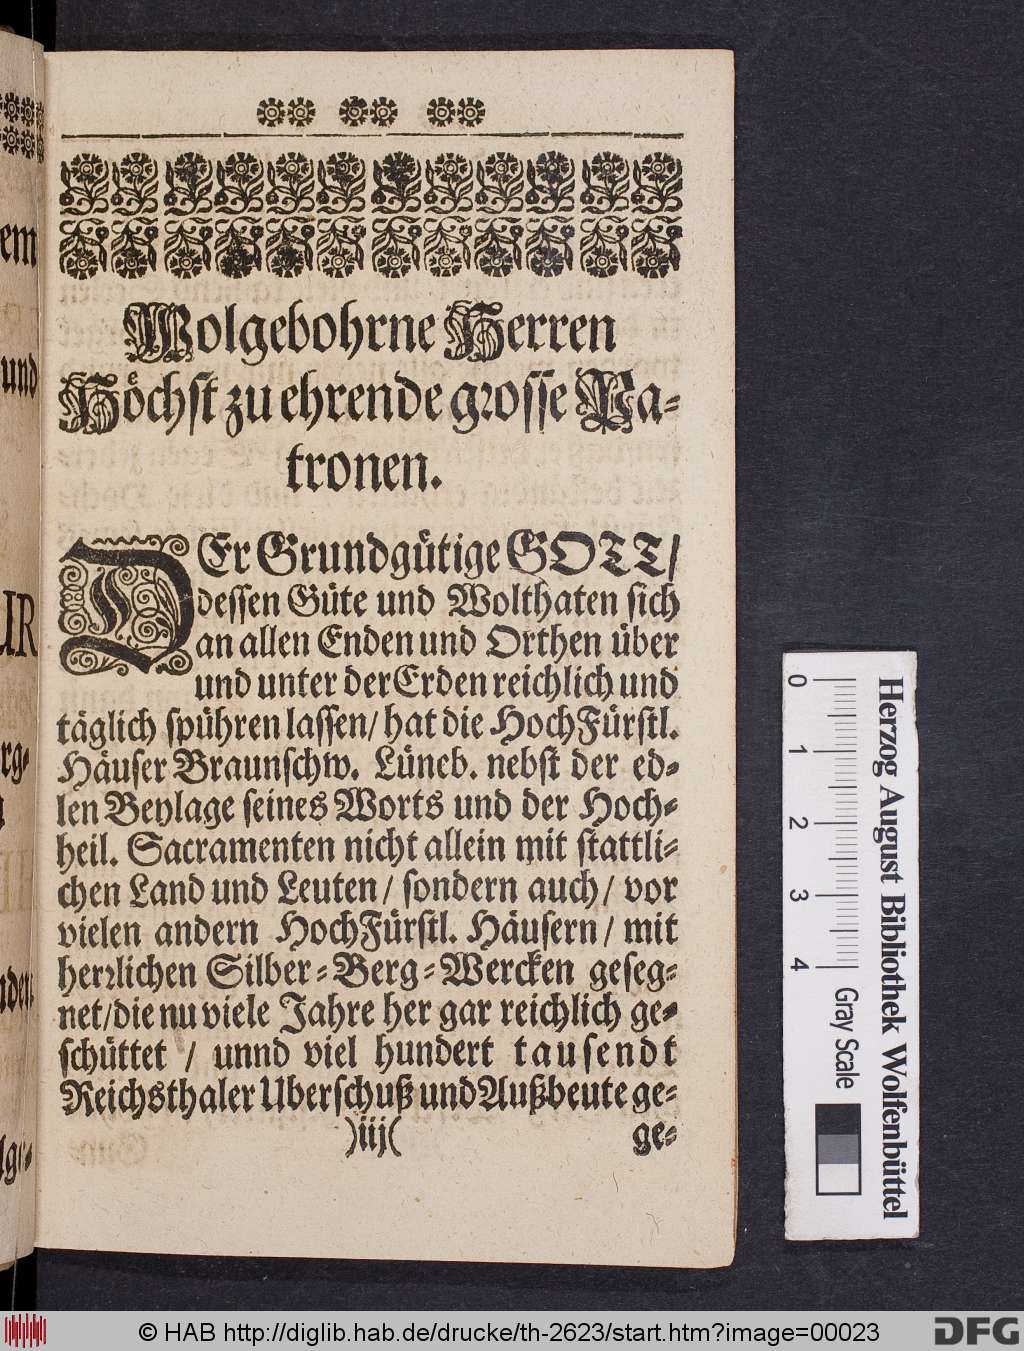 Wolgebohrne Herren
Höchst zu ehrende grosse Pa-
tronen.
DEr Grundgütige GOTT/
dessen Güte und Wolthaten sich
an allen Enden und Orthen über
und unter der Erden reichlich und
täglich spühren lassen/ hat die HochFürstl.
Häuser Braunschw. Lüneb. nebst der ed-
len Beylage seines Worts und der Hoch-
heil. Sacramenten nicht allein mit stattli-
chen Land und Leuten/ sondern auch/ vor
vielen andern HochFürstl. Häusern/ mit
herrlichen Silber-Berg-Wercken geseg-
net/ die nu viele Jahre her gar reichlich ge-
schüttet / unnd viel hundert tausendt
Reichsthaler Uberschuß und Außbeute ge-
)iij(
ge-
em
und
UR
rg-
nden
0
1
2
3
4
Gray Scale
Herzog August Bibliothek Wolfenbüttel
© HAB http://diglib.hab.de/drucke/th-2623/start.htm?image=00023
DFG